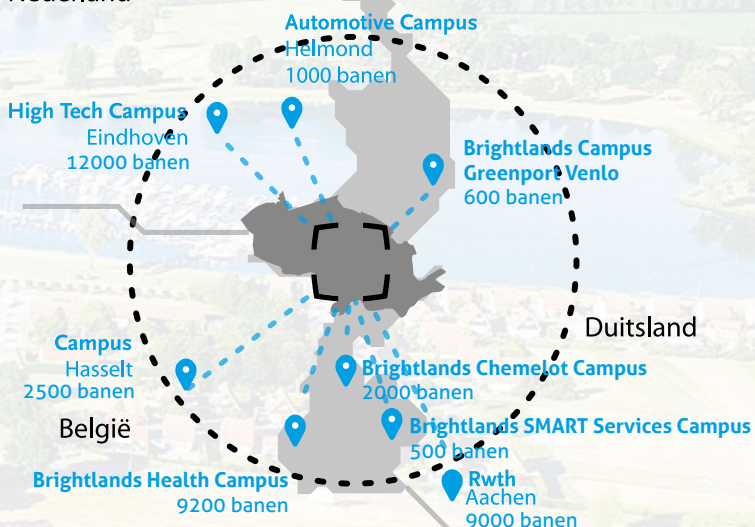 Nederland
Automotive Campus
Helmond
1000 banen
High Tech Campus
Eindhoven
12000 banen
Brightlands Campus
Greenport Venlo
600 banen
Duitsland
Campus
Hasselt
2500 banen
België
Brightlands Chemelot Campus
2000 banen
Brightlands SMART Services Campus
500 banen
Brightlands Health Campus
9200 banen
Rwth
Aachen
9000 banen